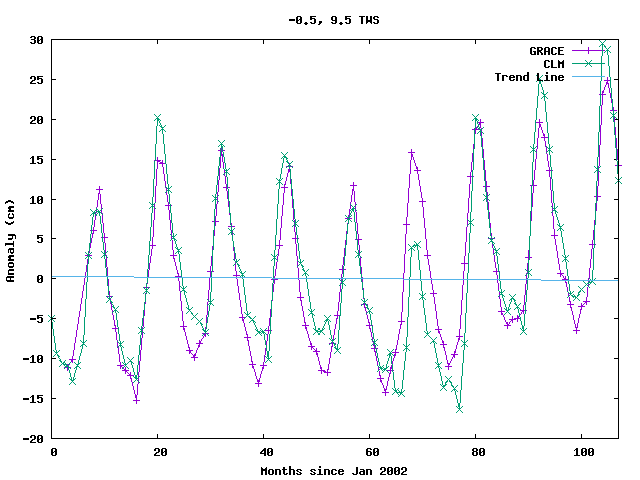 -0.5, 9.5 TWS
GRACE
CLM
Trend Line
30
25
20
15
10
5
0
-5
-10
-15
-20
Anomaly (cm)
0 20 40 60 80 100
Months since Jan 2002